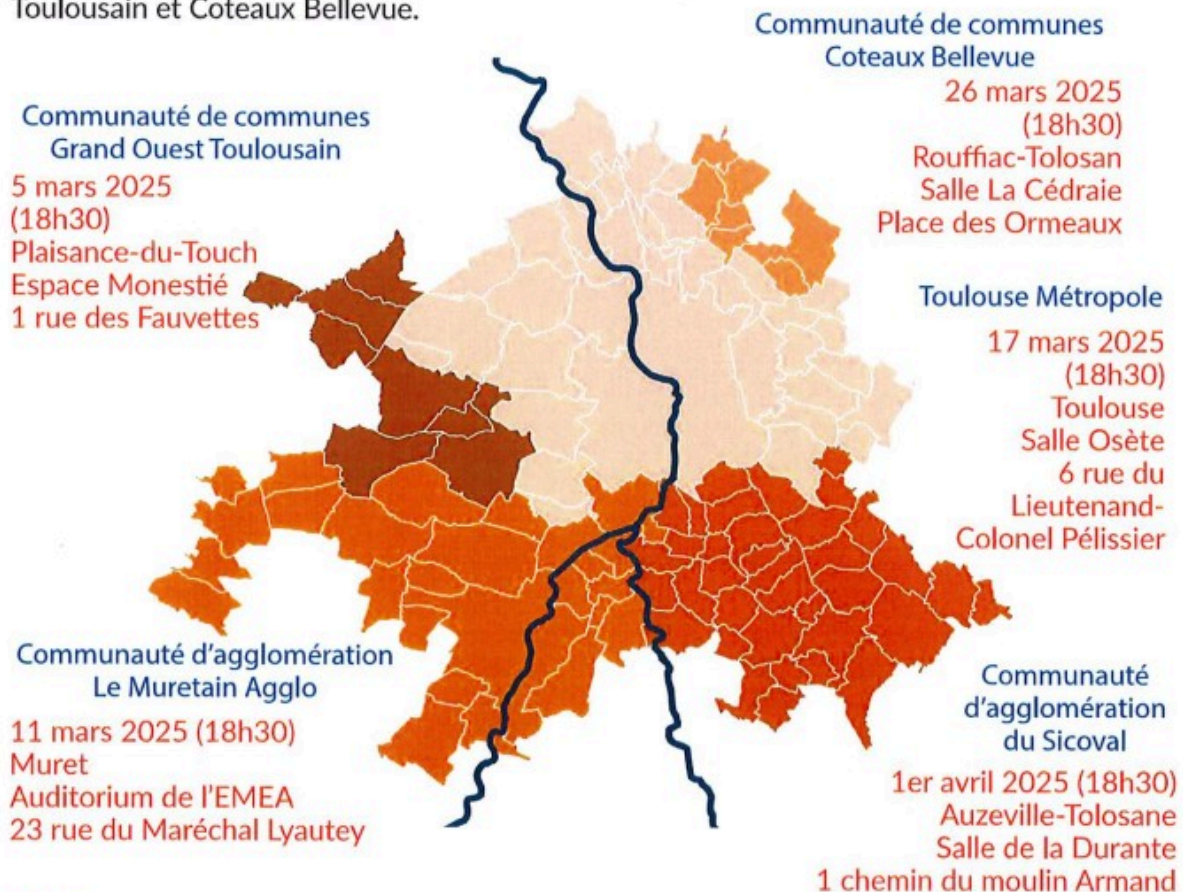 Toulousain et Coteaux Bellevue.
Communauté de communes
Coteaux Bellevue
26 mars 2025
(18h30)
Rouffiac-Tolosan
Salle La Cédraie
Place des Ormeaux
Communauté de communes
Grand Ouest Toulousain
5 mars 2025
(18h30)
Plaisance-du-Touch
Espace Monestié
1 rue des Fauvettes
Toulouse Métropole
17 mars 2025
(18h30)
Toulouse
Salle Osète
6 rue du
Lieutenand-
Colonel Pélissier
Communauté d'agglomération
Le Muretain Agglo
11 mars 2025 (18h30)
Muret
Auditorium de l'EMEA
23 rue du Maréchal Lyautey
Communauté
d'agglomération
du Sicoval
1er avril 2025 (18h30)
Auzeville-Tolosane
Salle de la Durante
1 chemin du moulin Armand